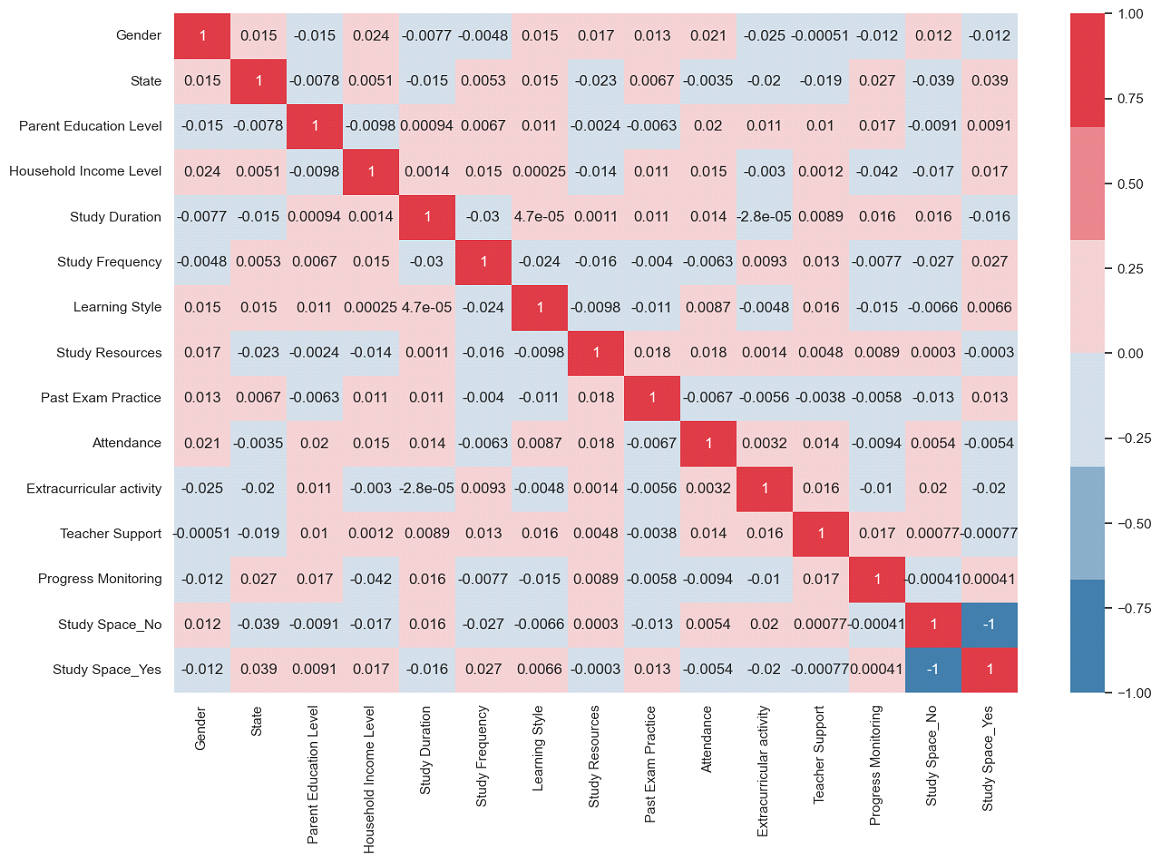 Gender 1 0.015 -0.015 0.024 -0.0077 -0.0048 0.015 0.017 0.013 0.021 -0.025 -0.00051 -0.012 0.012 -0.012
State 0.015 1 -0.0078 0.0051 -0.015 0.0053 0.015 -0.023 0.0067 -0.0035 -0.02 -0.019 0.027 -0.039 0.039
Parent Education Level -0.015 -0.0078 1 -0.0098 0.00094 0.0067 0.011 -0.0024 -0.0063 0.02 0.011 0.01 0.017 -0.0091 0.0091
Household Income Level 0.024 0.0051 -0.0098 1 0.0014 0.015 0.00025 -0.014 0.011 0.015 -0.003 0.0012 -0.042 -0.017 0.017
Study Duration -0.0077 -0.015 0.00094 0.0014 1 -0.03 4.7e-05 0.0011 0.011 0.014 -2.8e-05 0.0089 0.016 0.016 -0.016
Study Frequency -0.0048 0.0053 0.0067 0.015 -0.03 1 -0.024 -0.016 -0.004 -0.0063 0.0093 0.013 -0.0077 -0.027 0.027
Learning Style 0.015 0.015 0.011 0.00025 4.7e-05 -0.024 1 -0.0098 -0.011 0.0087 -0.0048 0.016 -0.015 -0.0066 0.0066
Study Resources 0.017 -0.023 -0.0024 -0.014 0.0011 -0.016 -0.0098 1 0.018 0.018 0.0014 0.0048 0.0089 0.0003 -0.0003
Past Exam Practice 0.013 0.0067 -0.0063 0.011 0.011 -0.004 -0.011 0.018 1 -0.0067 -0.0056 -0.0038 -0.0058 -0.013 0.013
Attendance 0.021 -0.0035 0.02 0.015 0.014 -0.0063 0.0087 0.018 -0.0067 1 0.0032 0.014 -0.0094 0.0054 -0.0054
Extracurricular activity -0.025 -0.02 0.011 -0.003 -2.8e-05 0.0093 -0.0048 0.0014 -0.0056 0.0032 1 0.016 -0.01 0.02 -0.02
Teacher Support -0.00051 -0.019 0.01 0.0012 0.0089 0.013 0.016 0.0048 -0.0038 0.014 0.016 1 0.017 0.00077 -0.00077
Progress Monitoring -0.012 0.027 0.017 -0.042 0.016 -0.0077 -0.015 0.0089 -0.0058 -0.0094 -0.01 0.017 1 -0.00041 0.00041
Study Space_No 0.012 -0.039 -0.0091 -0.017 0.016 -0.027 -0.0066 0.0003 -0.013 0.0054 0.02 0.00077 -0.00041 1 -1
Study Space_Yes -0.012 0.039 0.0091 0.017 -0.016 0.027 0.0066 -0.0003 0.013 -0.0054 -0.02 -0.00077 0.00041 -1 1
Gender
State
Parent Education Level
Household Income Level
Study Duration
Study Frequency
Learning Style
Study Resources
Past Exam Practice
Attendance
Extracurricular activity
Teacher Support
Progress Monitoring
Study Space_No
Study Space_Yes
1.00
0.75
0.50
0.25
0.00
−0.25
−0.50
−0.75
−1.00